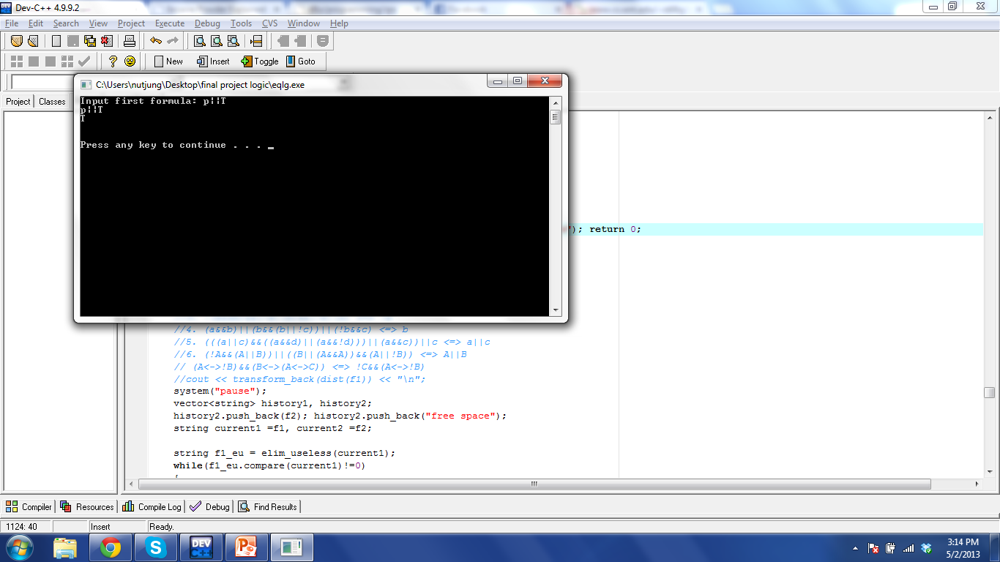 Dev-C++ 4.9.9.2
File Edit Search View Project Execute Debug Tools CVS Window Help
New Insert Toggle Goto
C:\Users\nutjung\Desktop\final project logic\eqlg.exe
Project Classes
Input first formula: p||T
p||T
T
Press any key to continue . . . _
"); return 0;
//4. (a&&b)||(b&&(b||!c))||(!b&&c) <=> b
//5. (((a||c)&&((a&&d)||(a&&!d)))||(a&&c))||c <=> a||c
//6. (!A&&(A||B))||((B||(A&&A))&&(A||!B)) <=> A||B
// (A<->!B)&&(B<->(A<->C)) <=> !C&&(A<->!B)
//cout << transform_back(dist(f1)) << "\n";
system("pause");
vector<string> history1, history2;
history2.push_back(f2); history2.push_back("free space");
string current1 =f1, current2 =f2;
string f1_eu = elim_useless(current1);
while(f1_eu.compare(current1)!=0)
{
Compiler Resources Compile Log Debug Find Results
1124: 40 Insert Ready.
3:14 PM
5/2/2013